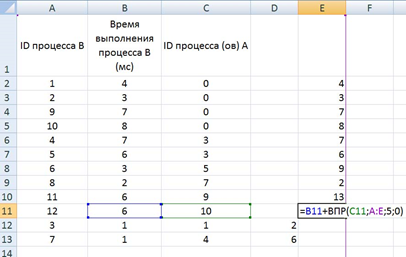 A B C D E F
1 ID процесса B Время выполнения процесса B (мс) ID процесса (ов) A
2 1 4 0 4
3 2 3 0 3
4 9 7 0 7
5 10 8 0 8
6 4 7 3 7
7 5 6 3 6
8 6 3 5 9
9 8 2 7 2
10 11 6 9 13
11 12 6 10 =B11+ВПР(C11;A:E;5;0)
12 3 1 1 2
13 7 1 4 6